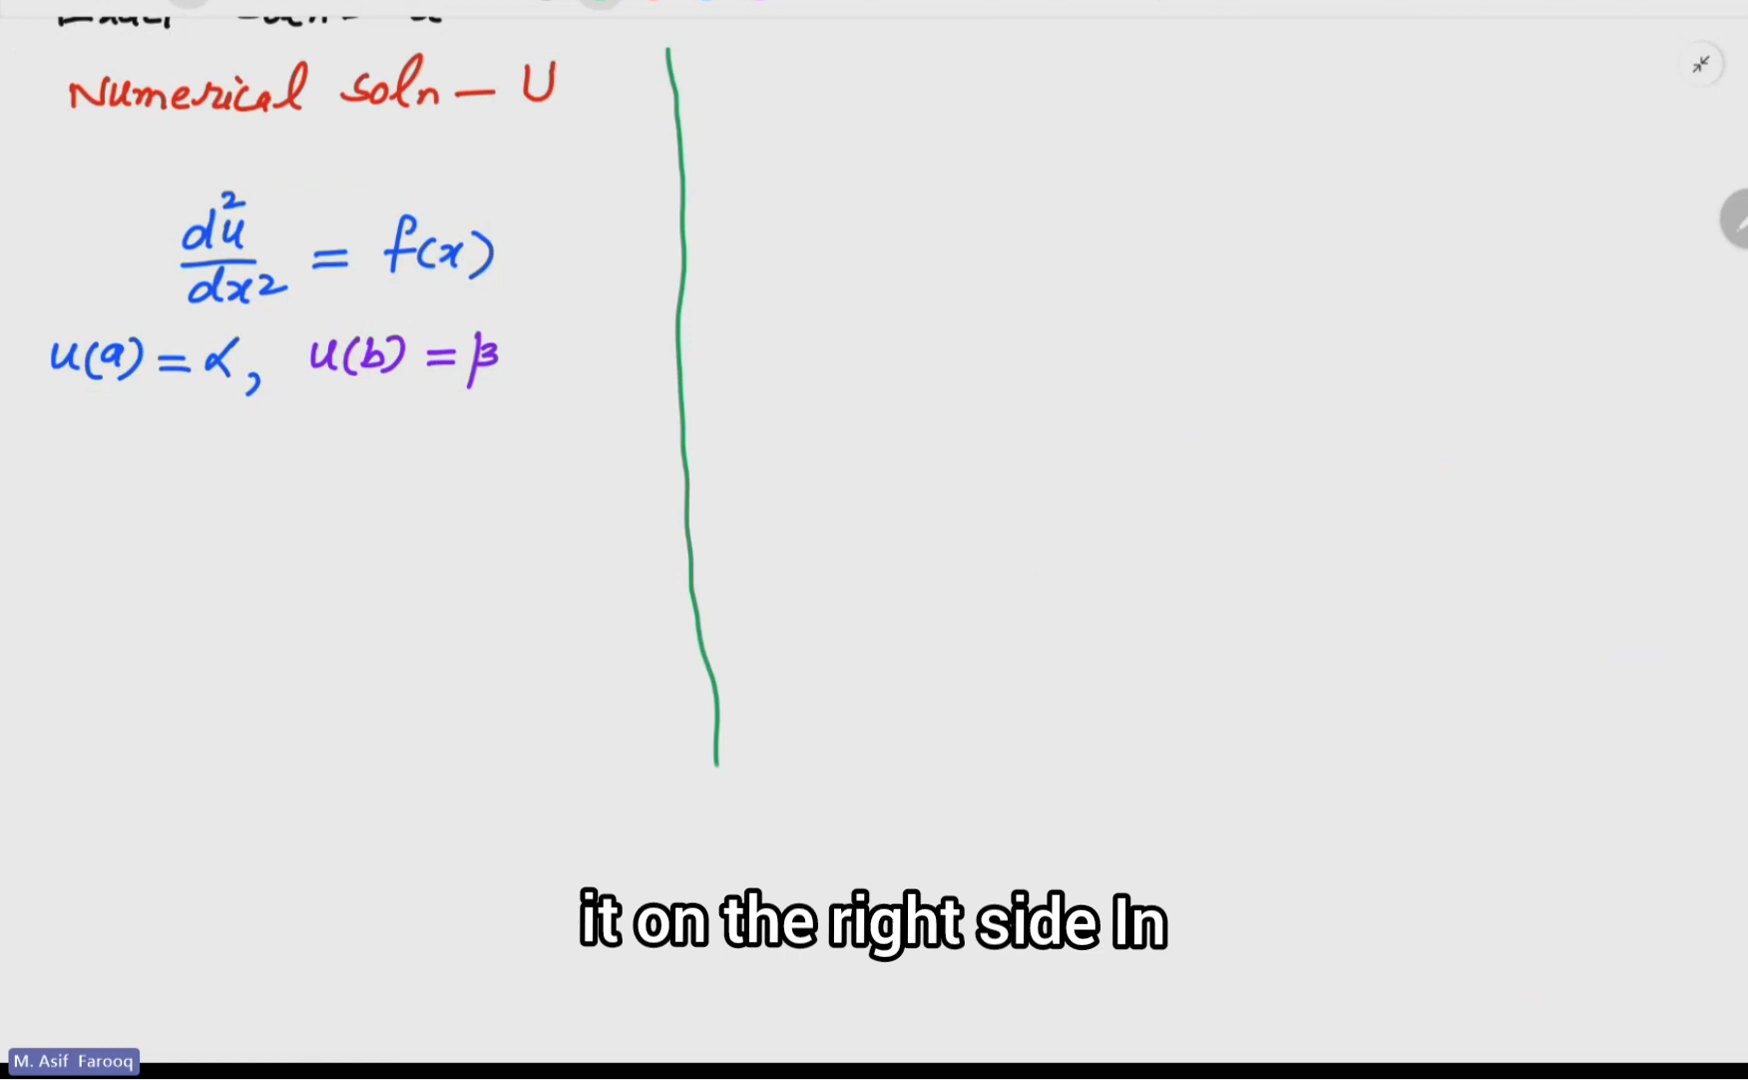 Numerical soln – U
d²u/dx² = f(x)
u(a) = α, u(b) = β
it on the right side In
M. Asif Farooq